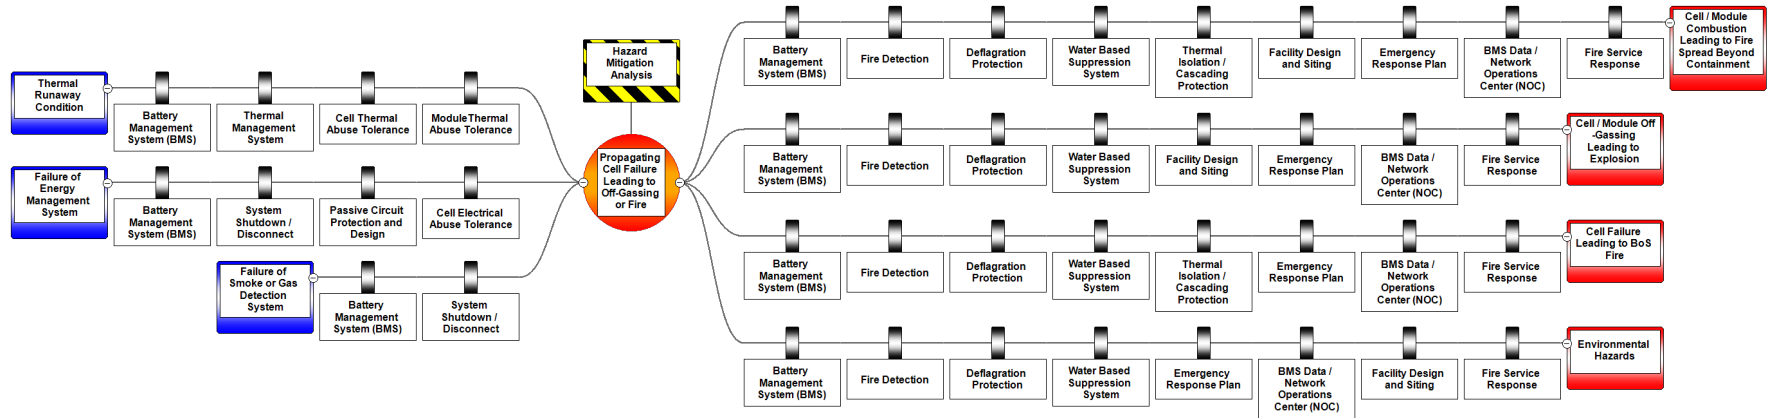 Hazard
Mitigation
Analysis
Thermal
Runaway
Condition
Battery
Management
System (BMS)
Thermal
Management
System
Cell Thermal
Abuse Tolerance
Module Thermal
Abuse Tolerance
Failure of
Energy
Management
System
Battery
Management
System (BMS)
System
Shutdown /
Disconnect
Passive Circuit
Protection and
Design
Cell Electrical
Abuse Tolerance
Failure of
Smoke or Gas
Detection
System
Battery
Management
System (BMS)
System
Shutdown /
Disconnect
Propagating
Cell Failure
Leading to
Off-Gassing
or Fire
Battery
Management
System (BMS)
Fire Detection
Deflagration
Protection
Water Based
Suppression
System
Thermal
Isolation /
Cascading
Protection
Facility Design
and Siting
Emergency
Response Plan
BMS Data /
Network
Operations
Center (NOC)
Fire Service
Response
Cell / Module
Combustion
Leading to Fire
Spread Beyond
Containment
Battery
Management
System (BMS)
Fire Detection
Deflagration
Protection
Water Based
Suppression
System
Facility Design
and Siting
Emergency
Response Plan
BMS Data /
Network
Operations
Center (NOC)
Fire Service
Response
Cell / Module Off
-Gassing
Leading to
Explosion
Battery
Management
System (BMS)
Fire Detection
Deflagration
Protection
Water Based
Suppression
System
Thermal
Isolation /
Cascading
Protection
Emergency
Response Plan
BMS Data /
Network
Operations
Center (NOC)
Fire Service
Response
Cell Failure
Leading to BoS
Fire
Battery
Management
System (BMS)
Fire Detection
Deflagration
Protection
Water Based
Suppression
System
Emergency
Response Plan
BMS Data /
Network
Operations
Center (NOC)
Facility Design
and Siting
Fire Service
Response
Environmental
Hazards